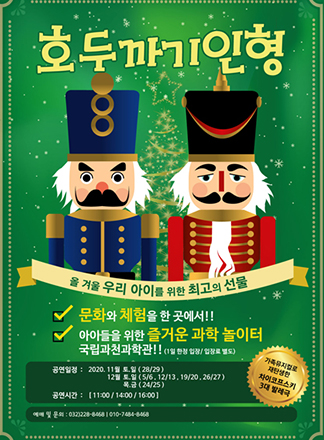 호두까기인형
올 겨울 우리 아이를 위한 최고의 선물
문화와 체험을 한 곳에서!!
아이들을 위한 즐거운 과학 놀이터
국립과천과학관!! (1일 한정 입장/ 입장료 별도)
공연일정 : 2020. 11월 토,일 (28/29)
12월 토,일 (5/6, 12/13, 19/20, 26/27)
목,금 (24/25)
공연시간 : [ 11:00 / 14:00 / 16:00 ]
가족뮤지컬로
재탄생한
차이코프스키
3대 발레극
예매 및 문의 : 032)228-8468 | 010-7484-8468